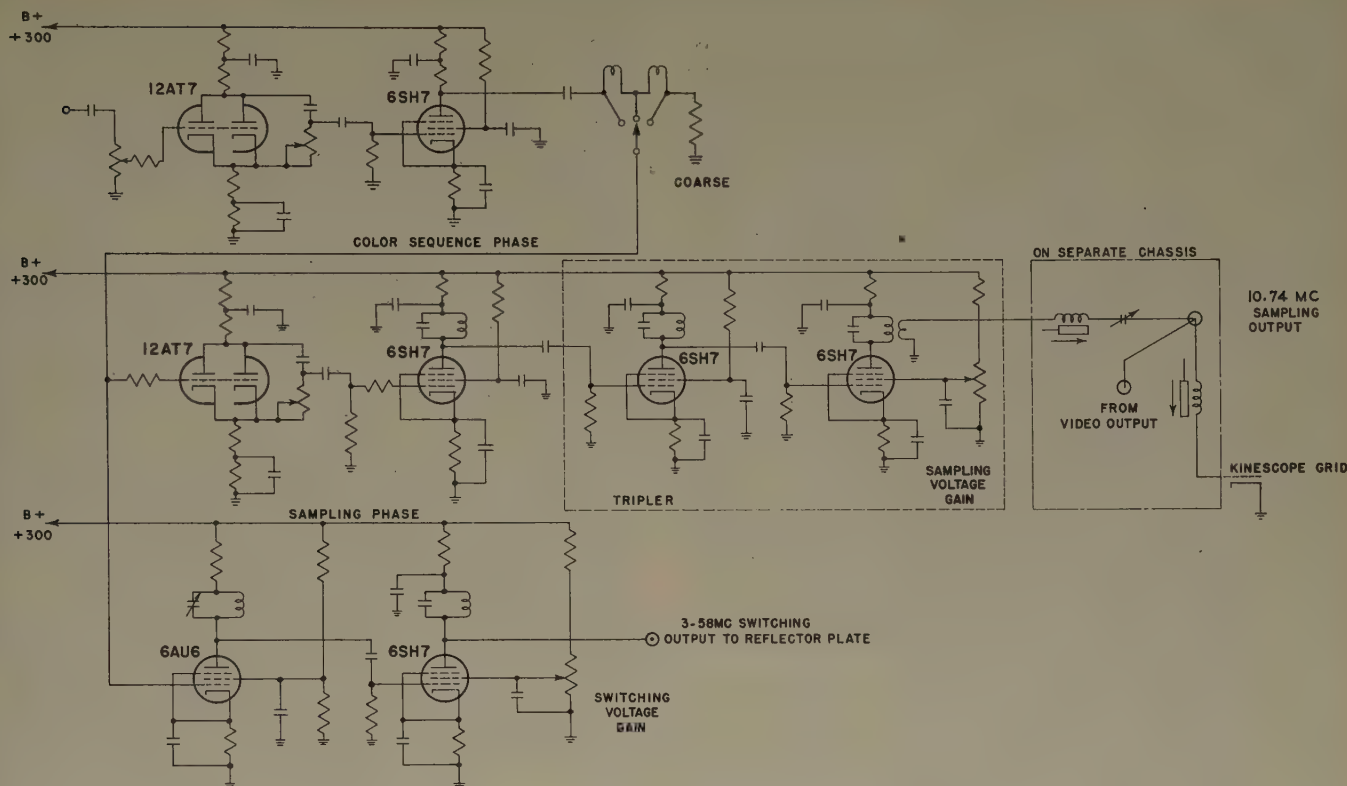 B+
+300
12AT7
6SH7
COARSE
COLOR SEQUENCE PHASE
B+
+300
ON SEPARATE CHASSIS
10.74 MC
SAMPLING
OUTPUT
12AT7
6SH7
6SH7
6SH7
FROM
VIDEO OUTPUT
KINESCOPE GRID
SAMPLING
VOLTAGE
GAIN
TRIPLER
SAMPLING PHASE
B+
+300
3-58MC SWITCHING
OUTPUT TO REFLECTOR PLATE
6AU6
6SH7
SWITCHING
VOLTAGE
GAIN